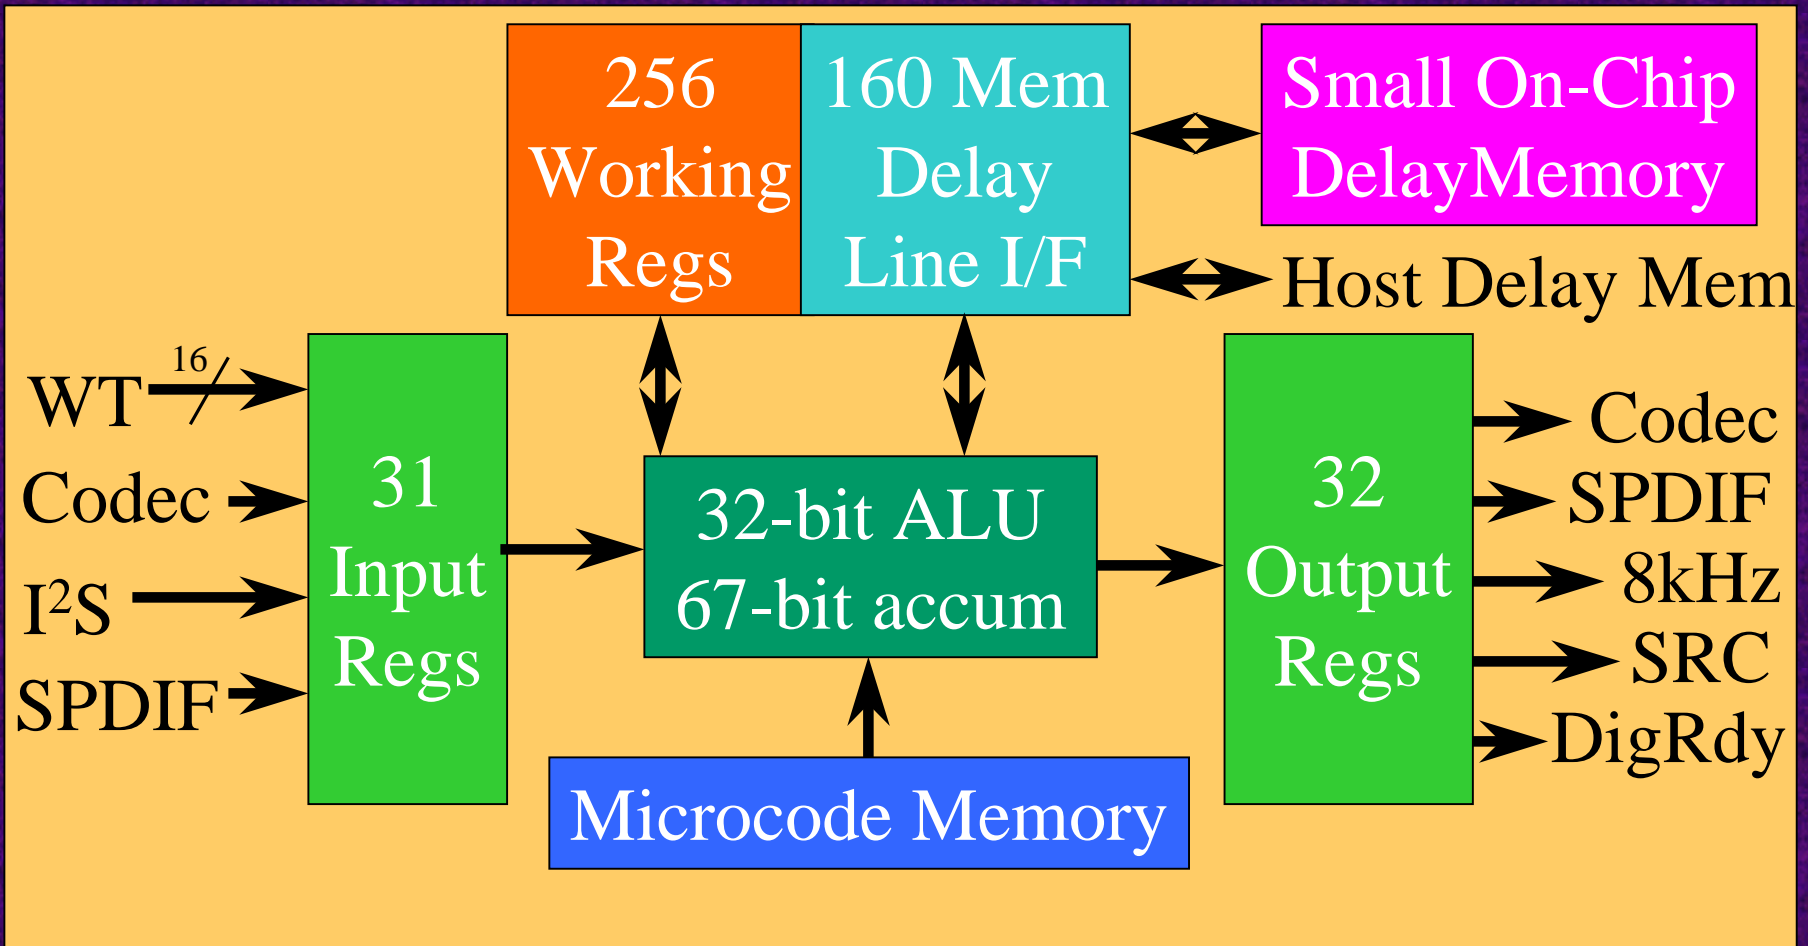 256
Working
Regs
160 Mem
Delay
Line I/F
Small On-Chip
DelayMemory
Host Delay Mem
16
WT
Codec
I²S
SPDIF
31
Input
Regs
32-bit ALU
67-bit accum
32
Output
Regs
Codec
SPDIF
8kHz
SRC
DigRdy
Microcode Memory